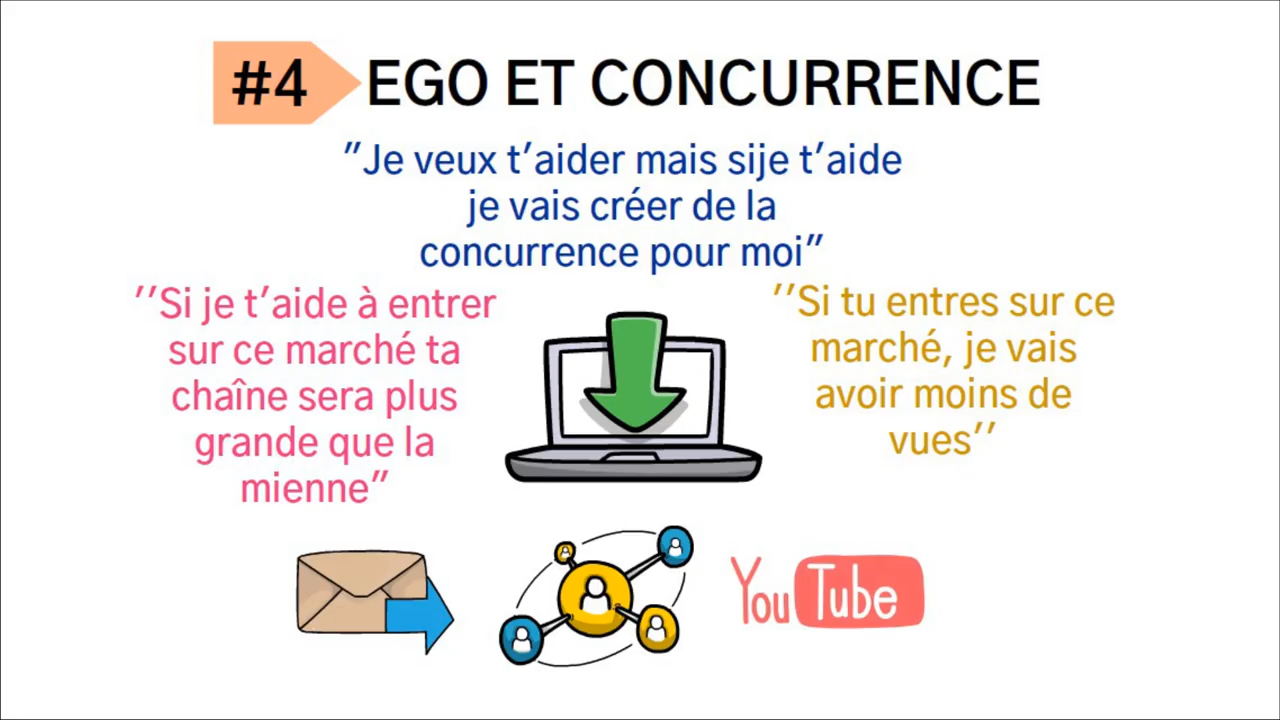 #4 EGO ET CONCURRENCE
"Je veux t'aider mais sije t'aide
je vais créer de la
concurrence pour moi"
''Si je t'aide à entrer
sur ce marché ta
chaîne sera plus
grande que la
mienne"
''Si tu entres sur ce
marché, je vais
avoir moins de
vues''
YouTube